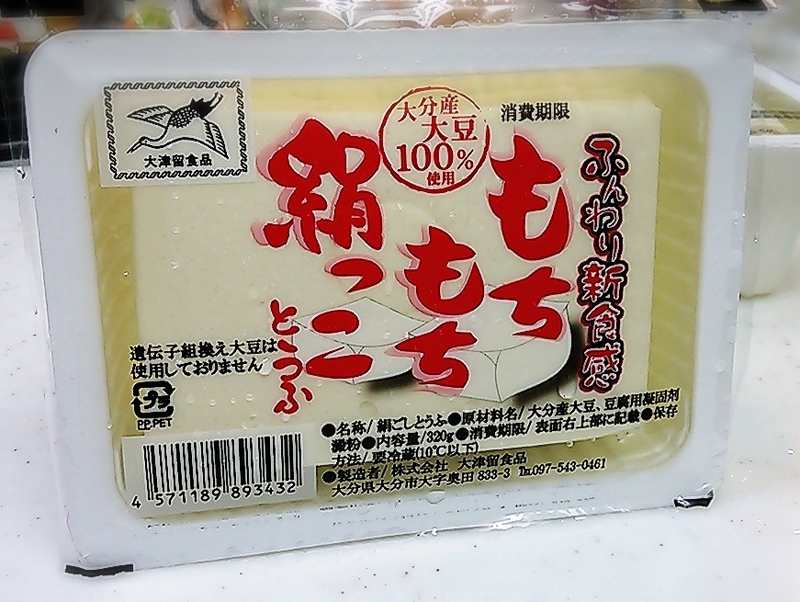 大津留食品
大分産
大豆
100%
使用
消費期限
ふんわり新食感
もち
もち
絹っこ
とうふ
遺伝子組換え大豆は
使用しておりません
PP.PET
4 571189 893432
●名称/絹ごしとうふ●原材料名/大分産大豆、豆腐用凝固剤
澱粉●内容量/320g●消費期限/表面右上部に記載●保存
方法/要冷蔵(10℃以下)
●製造者/株式会社 大津留食品
大分県大分市大字奥田 833-3 ℡097-543-0461